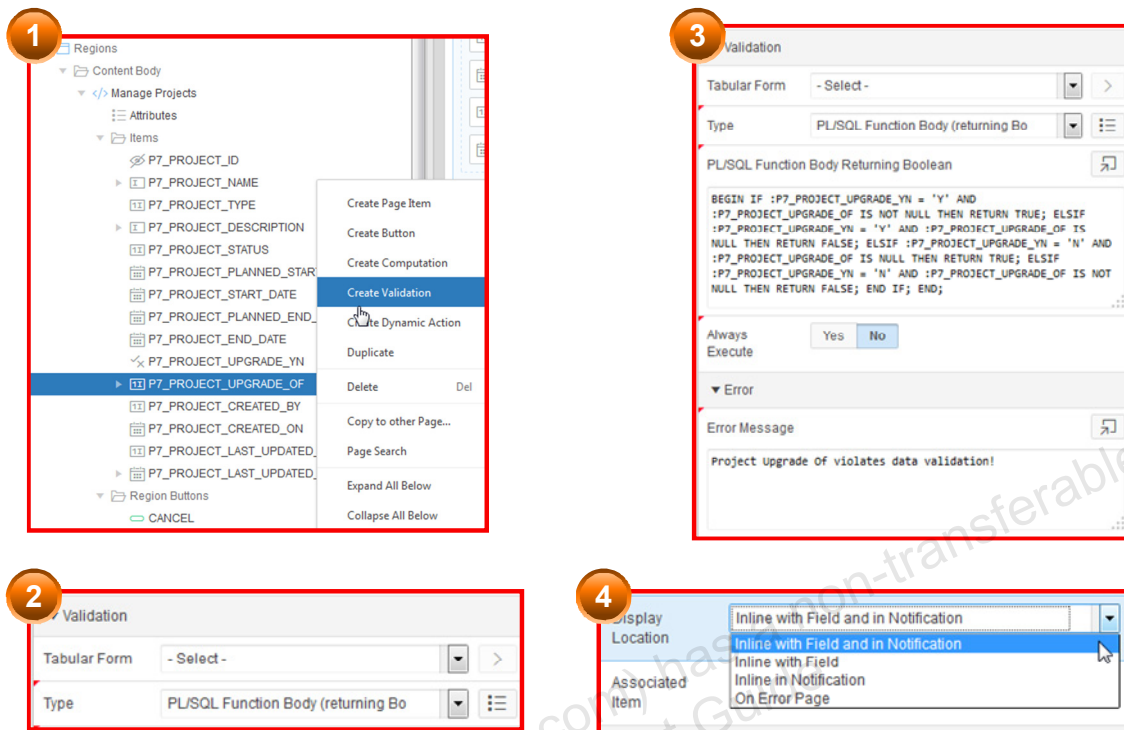 1
Regions
Content Body
</> Manage Projects
Attributes
Items
P7_PROJECT_ID
P7_PROJECT_NAME
P7_PROJECT_TYPE
P7_PROJECT_DESCRIPTION
P7_PROJECT_STATUS
P7_PROJECT_PLANNED_STAR
P7_PROJECT_START_DATE
P7_PROJECT_PLANNED_END_
P7_PROJECT_END_DATE
P7_PROJECT_UPGRADE_YN
P7_PROJECT_UPGRADE_OF
P7_PROJECT_CREATED_BY
P7_PROJECT_CREATED_ON
P7_PROJECT_LAST_UPDATED_
P7_PROJECT_LAST_UPDATED_
Region Buttons
CANCEL
Create Page Item
Create Button
Create Computation
Create Validation
Create Dynamic Action
Duplicate
Delete Del
Copy to other Page...
Page Search
Expand All Below
Collapse All Below
3
Validation
Tabular Form - Select -
Type PL/SQL Function Body (returning Bo
PL/SQL Function Body Returning Boolean
BEGIN IF :P7_PROJECT_UPGRADE_YN = 'Y' AND
:P7_PROJECT_UPGRADE_OF IS NOT NULL THEN RETURN TRUE; ELSIF
:P7_PROJECT_UPGRADE_YN = 'Y' AND :P7_PROJECT_UPGRADE_OF IS
NULL THEN RETURN FALSE; ELSIF :P7_PROJECT_UPGRADE_YN = 'N' AND
:P7_PROJECT_UPGRADE_OF IS NULL THEN RETURN TRUE; ELSIF
:P7_PROJECT_UPGRADE_YN = 'N' AND :P7_PROJECT_UPGRADE_OF IS NOT
NULL THEN RETURN FALSE; END IF; END;
Always Execute Yes No
Error
Error Message
Project Upgrade Of violates data validation!
2
Validation
Tabular Form - Select -
Type PL/SQL Function Body (returning Bo
4
Display Location Inline with Field and in Notification
Inline with Field and in Notification
Inline with Field
Inline in Notification
On Error Page
Associated Item
com) has a non-transferable